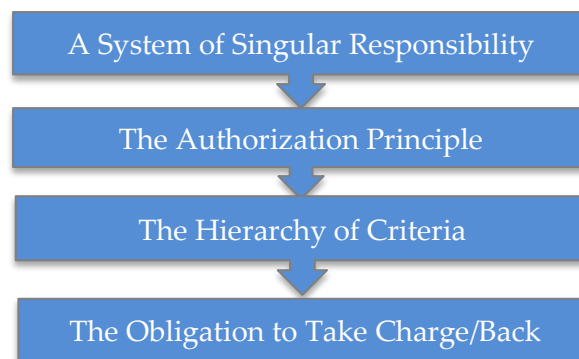 A System of Singular Responsibility
The Authorization Principle
The Hierarchy of Criteria
The Obligation to Take Charge/Back